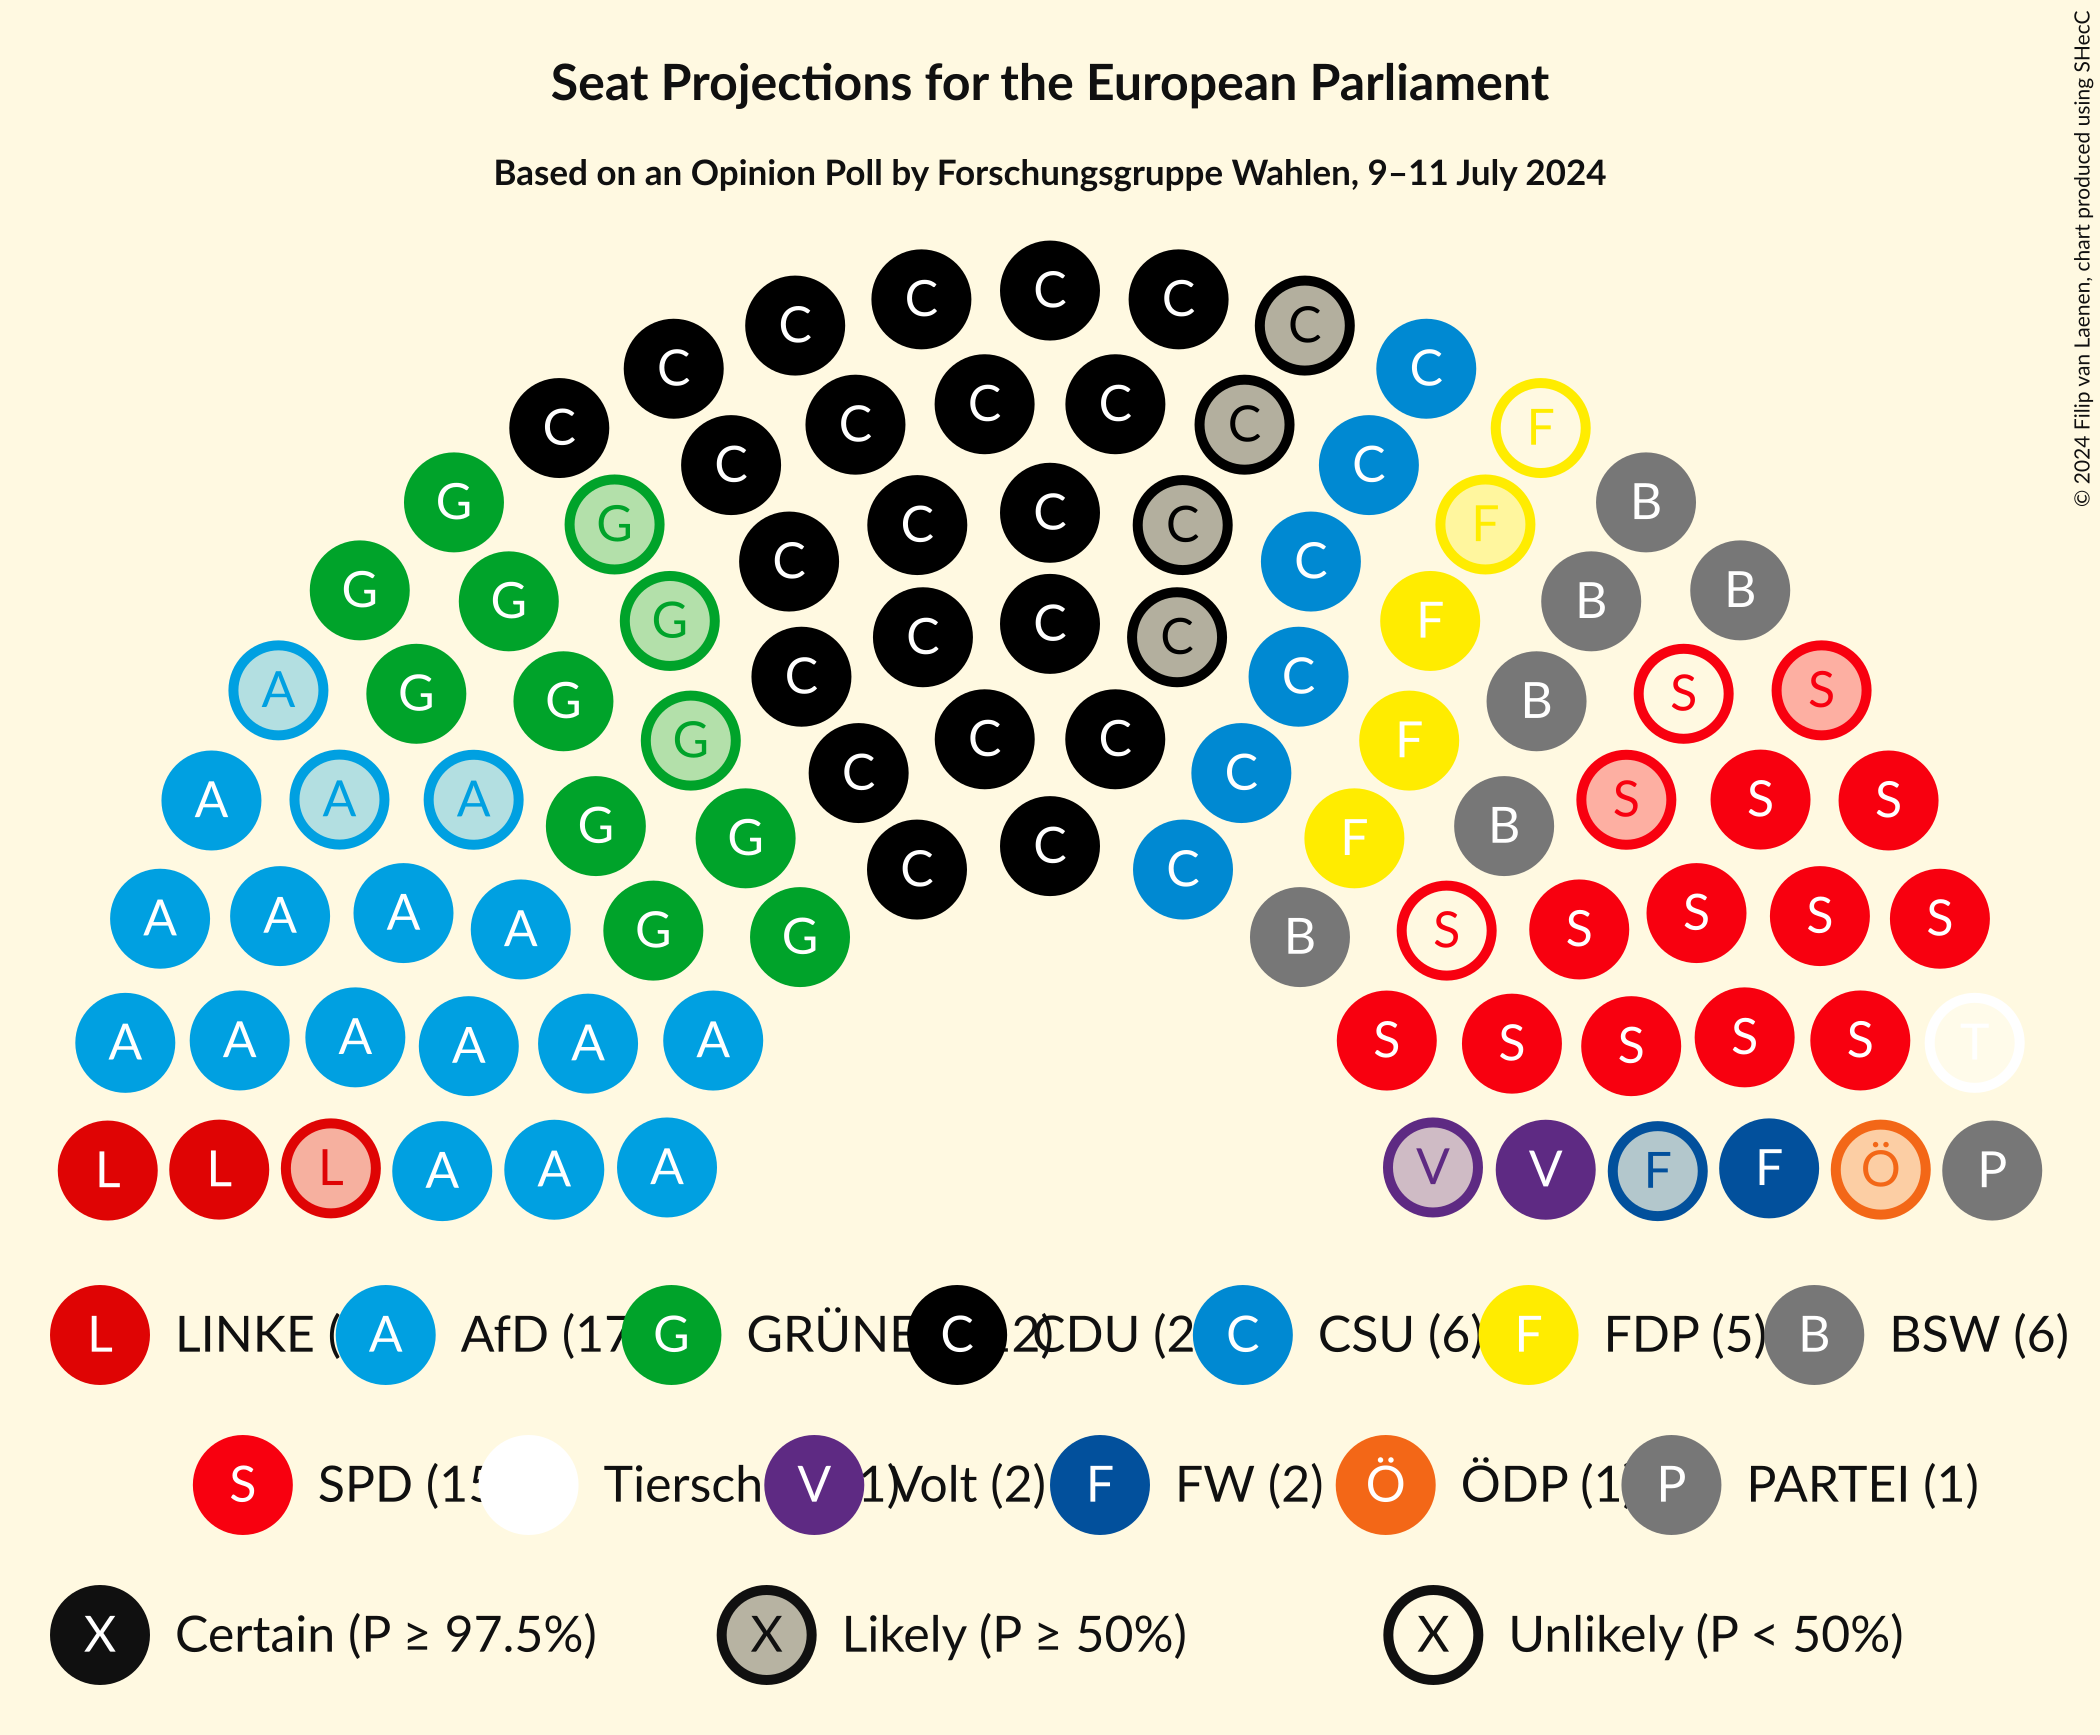 Seat Projections for the European Parliament
Based on an Opinion Poll by Forschungsgruppe Wahlen, 9–11 July 2024
© 2024 Filip van Laenen, chart produced using SHecC
C C C C C C C C F
C C C C C C
C C C C C
G G C C C C C F B
G G G F B B
A G G G C C C C C F B S S
A A A G G C C C C C F B S S S
A A A A G G C C C B S S S S S
A A A A A A S S S S S T
L L L A A A V V F F Ö P
L LINKE ( A AfD (17 G GRÜNE C 2) CDU (2 C CSU (6) F FDP (5) B BSW (6)
S SPD (15 Tiersch V 1) Volt (2) F FW (2) Ö ÖDP (1) P PARTEI (1)
X Certain (P ≥ 97.5%) X Likely (P ≥ 50%) X Unlikely (P < 50%)